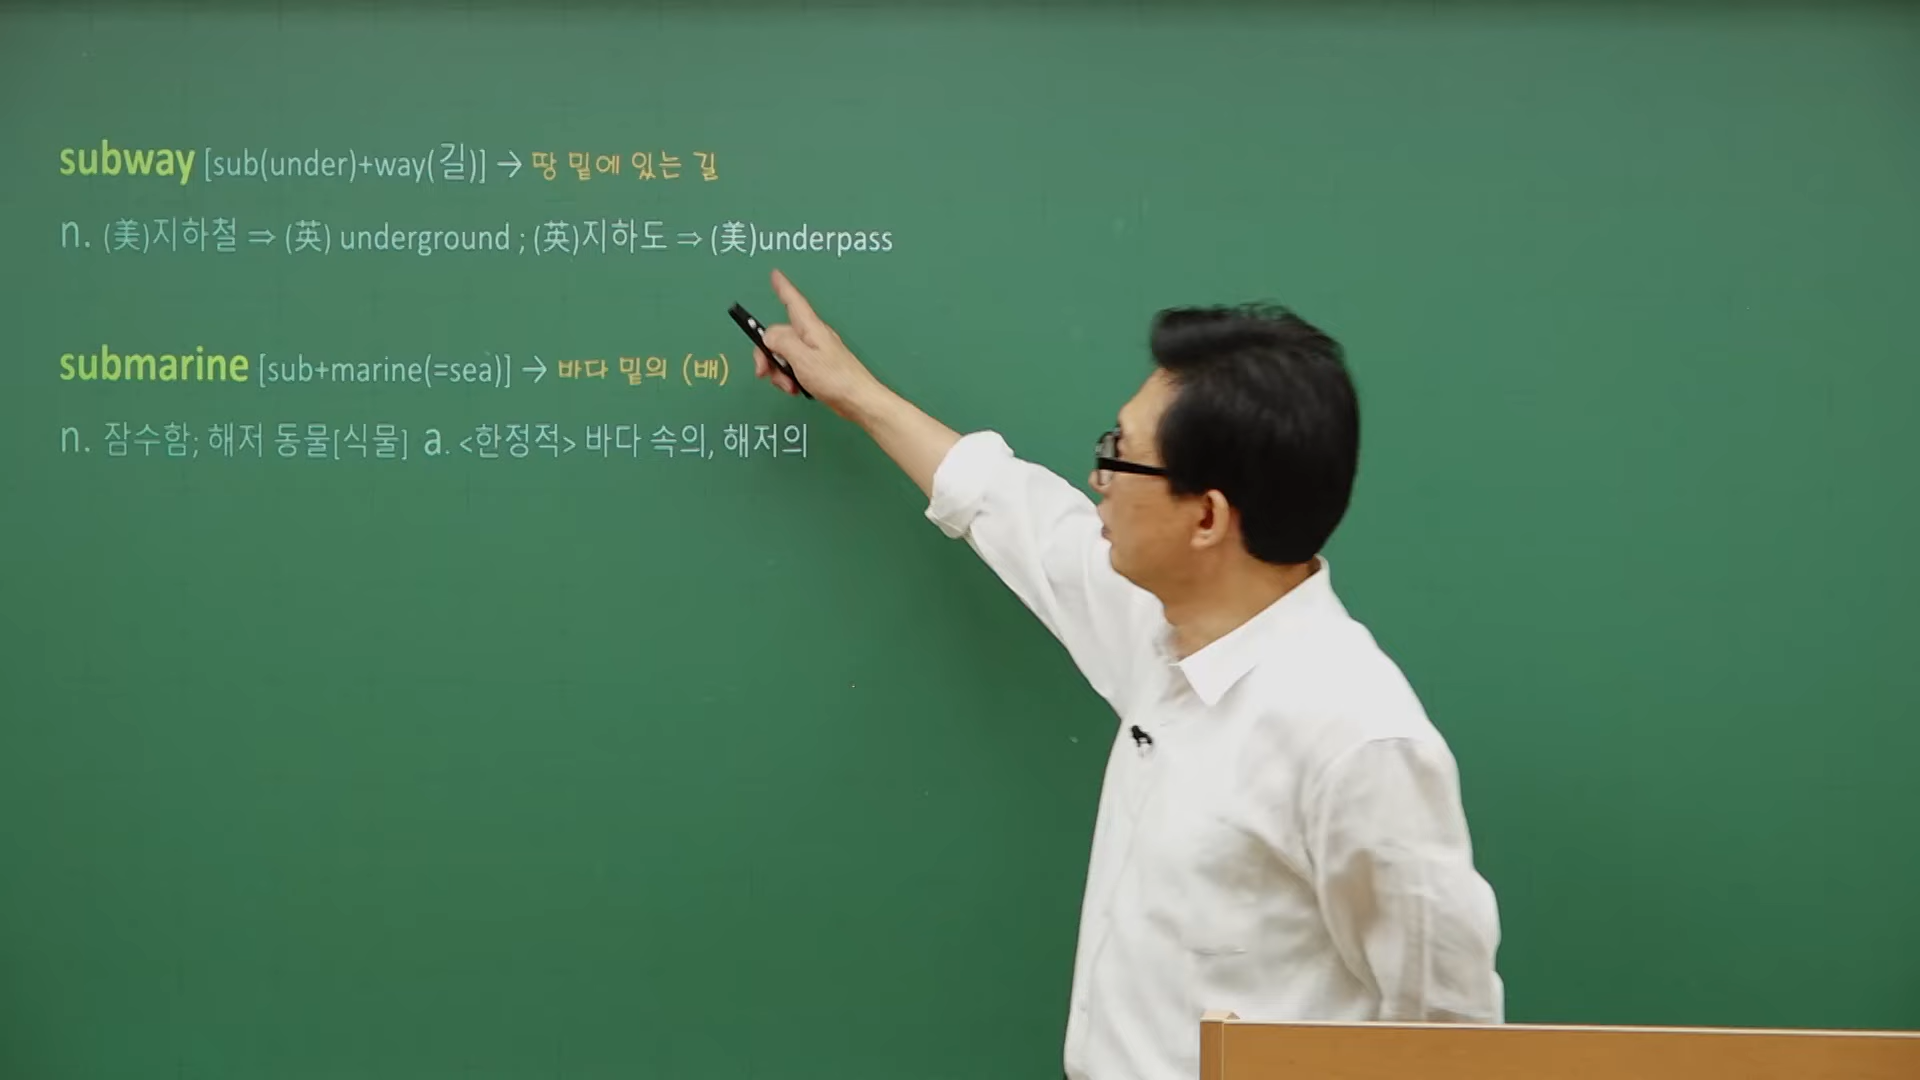 subway [sub(under)+way(길)] → 땅 밑에 있는 길
n. (美)지하철 ⇒ (英) underground ; (英)지하도 ⇒ (美)underpass
submarine [sub+marine(=sea)] → 바다 밑의 (배)
n. 잠수함; 해저 동물[식물] a. <한정적> 바다 속의, 해저의